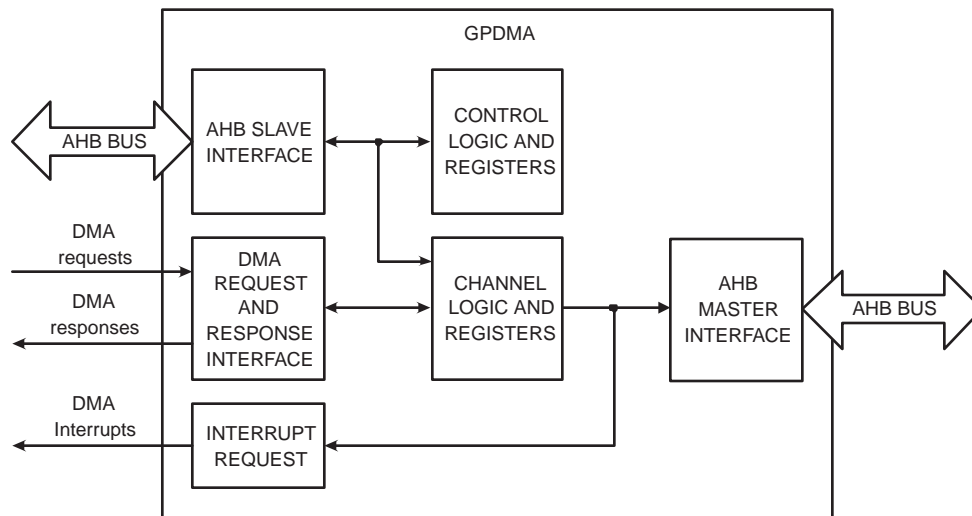 GPDMA
AHB BUS
AHB SLAVE
INTERFACE
CONTROL
LOGIC AND
REGISTERS
DMA
requests
DMA
responses
DMA
REQUEST
AND
RESPONSE
INTERFACE
CHANNEL
LOGIC AND
REGISTERS
AHB
MASTER
INTERFACE
AHB BUS
DMA
Interrupts
INTERRUPT
REQUEST